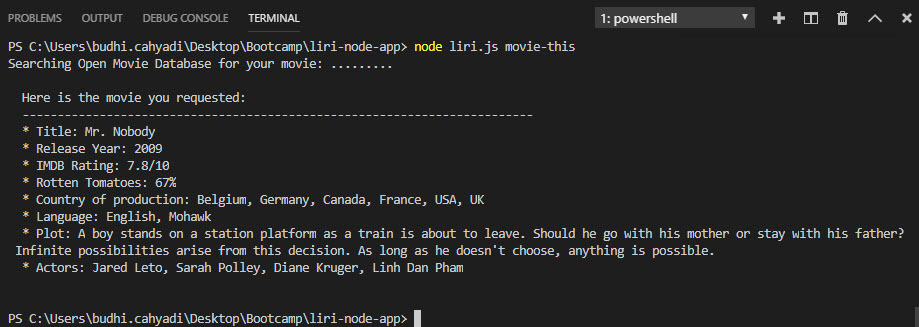 PROBLEMS OUTPUT DEBUG CONSOLE TERMINAL 1: powershell
PS C:\Users\budhi.cahyadi\Desktop\Bootcamp\liri-node-app> node liri.js movie-this
Searching Open Movie Database for your movie: .........
Here is the movie you requested:
------------------------------------------------------------------------
* Title: Mr. Nobody
* Release Year: 2009
* IMDB Rating: 7.8/10
* Rotten Tomatoes: 67%
* Country of production: Belgium, Germany, Canada, France, USA, UK
* Language: English, Mohawk
* Plot: A boy stands on a station platform as a train is about to leave. Should he go with his mother or stay with his father?
Infinite possibilities arise from this decision. As long as he doesn't choose, anything is possible.
* Actors: Jared Leto, Sarah Polley, Diane Kruger, Linh Dan Pham
PS C:\Users\budhi.cahyadi\Desktop\Bootcamp\liri-node-app>